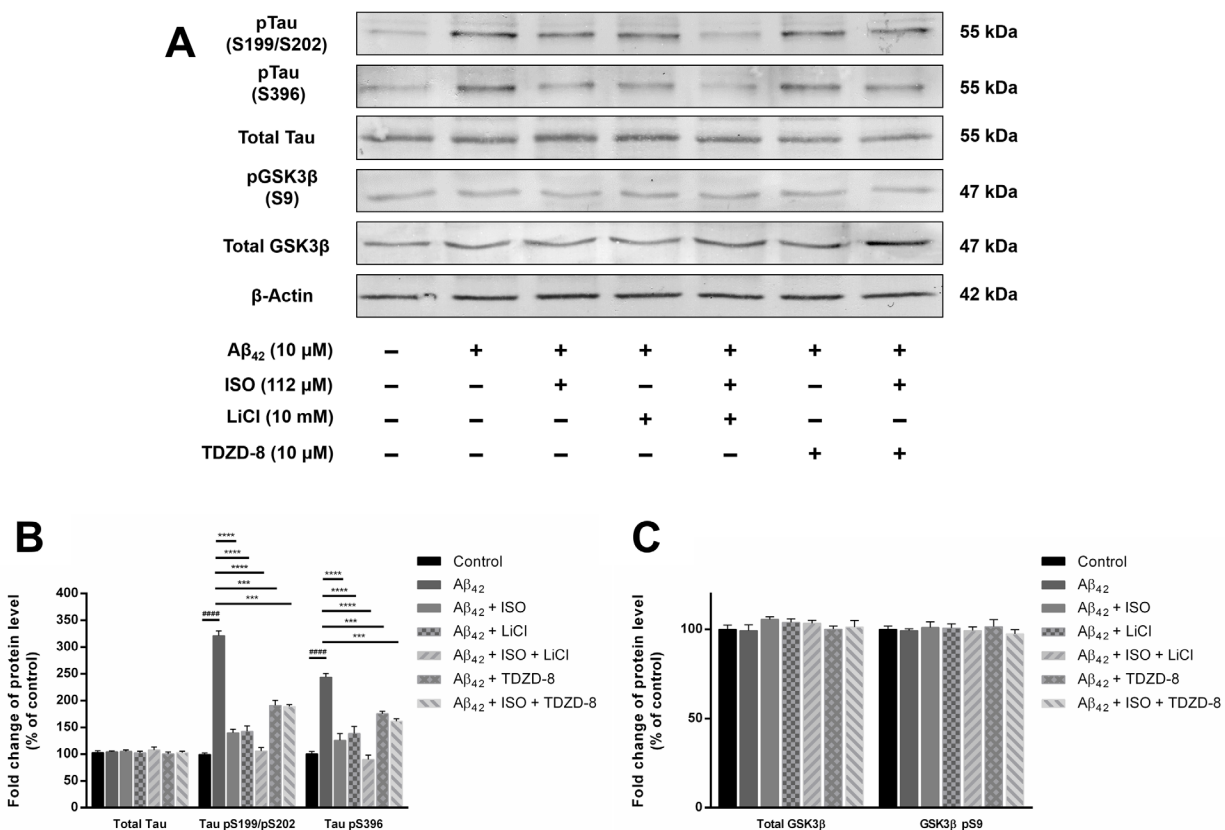 A
pTau
(S199/S202)
55 kDa
pTau
(S396)
55 kDa
Total Tau
55 kDa
pGSK3β
(S9)
47 kDa
Total GSK3β
47 kDa
β-Actin
42 kDa
Aβ₄₂ (10 μM) – + + + + + +
ISO (112 μM) – – + – + – +
LiCl (10 mM) – – – + + – –
TDZD-8 (10 μM) – – – – – + +
B
Fold change of protein level
(% of control)
400
350
300
250
200
150
100
50
0
####
****
****
****
***
***
####
****
****
****
***
***
Total Tau
Tau pS199/pS202
Tau pS396
Control
Aβ₄₂
Aβ₄₂ + ISO
Aβ₄₂ + LiCl
Aβ₄₂ + ISO + LiCl
Aβ₄₂ + TDZD-8
Aβ₄₂ + ISO + TDZD-8
C
Fold change of protein level
(% of control)
100
50
0
Total GSK3β
GSK3β pS9
Control
Aβ₄₂
Aβ₄₂ + ISO
Aβ₄₂ + LiCl
Aβ₄₂ + ISO + LiCl
Aβ₄₂ + TDZD-8
Aβ₄₂ + ISO + TDZD-8